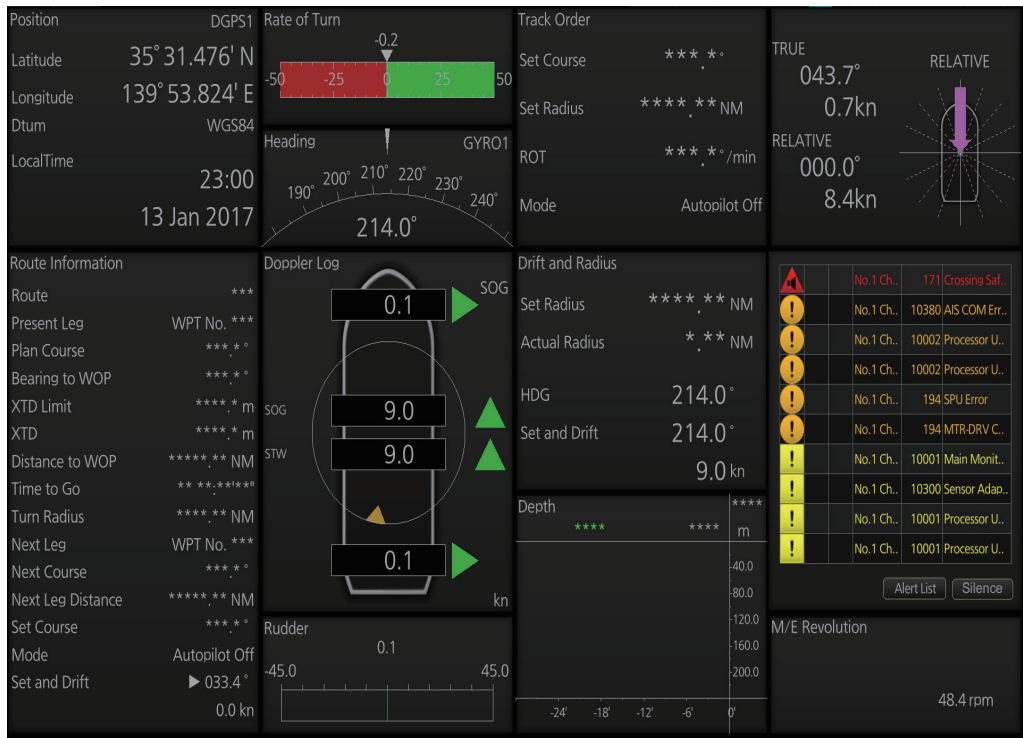 Position DGPS1
Latitude 35° 31.476' N
Longitude 139° 53.824' E
Dtum WGS84
LocalTime
23:00
13 Jan 2017
Rate of Turn
-0.2
-50 -25 0 25 50
Heading GYRO1
190° 200° 210° 220° 230° 240°
214.0°
Track Order
Set Course ***.*°
Set Radius ****.** NM
ROT ***.*°/min
Mode Autopilot Off
TRUE
043.7°
0.7kn
RELATIVE
000.0°
8.4kn
RELATIVE
Route Information
Route ***
Present Leg WPT No. ***
Plan Course ***.* °
Bearing to WOP ***.* °
XTD Limit ****.* m
XTD ****.* m
Distance to WOP *****.** NM
Time to Go ** **:**'**"
Turn Radius ****.** NM
Next Leg WPT No. ***
Next Course ***.* °
Next Leg Distance *****.** NM
Set Course ***.* °
Mode Autopilot Off
Set and Drift ▶ 033.4 °
0.0 kn
Doppler Log
0.1 SOG
SOG 9.0
STW 9.0
0.1
kn
Rudder
0.1
-45.0 45.0
Drift and Radius
Set Radius ****.** NM
Actual Radius *.** NM
HDG 214.0 °
Set and Drift 214.0 °
9.0 kn
Depth ****
**** **** m
-40.0
-80.0
-120.0
-160.0
-200.0
-24' -18' -12' -6' 0'
No.1 Ch.. 171 Crossing Saf..
! No.1 Ch.. 10380 AIS COM Err..
! No.1 Ch.. 10002 Processor U..
! No.1 Ch.. 10002 Processor U..
! No.1 Ch.. 194 SPU Error
! No.1 Ch.. 194 MTR-DRV C..
! No.1 Ch.. 10001 Main Monit..
! No.1 Ch.. 10300 Sensor Adap..
! No.1 Ch.. 10001 Processor U..
! No.1 Ch.. 10001 Processor U..
Alert List Silence
M/E Revolution
48.4 rpm